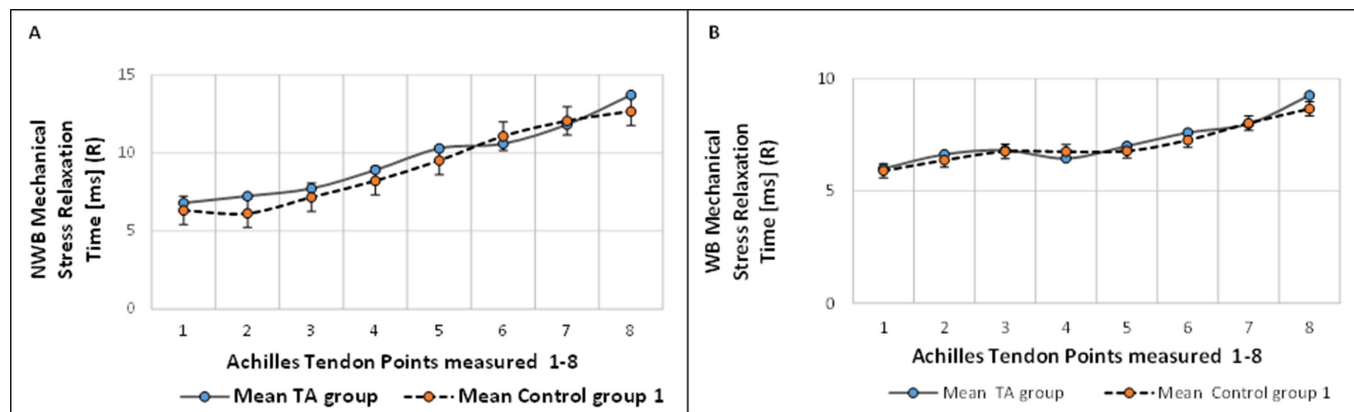 A
NWB Mechanical
Stress Relaxation
Time [ms] (R)
15
10
5
0
1 2 3 4 5 6 7 8
Achilles Tendon Points measured 1-8
Mean TA group Mean Control group 1
B
WB Mechanical
Stress Relaxation
Time [ms] (R)
10
5
0
1 2 3 4 5 6 7 8
Achilles Tendon Points measured 1-8
Mean TA group Mean Control group 1